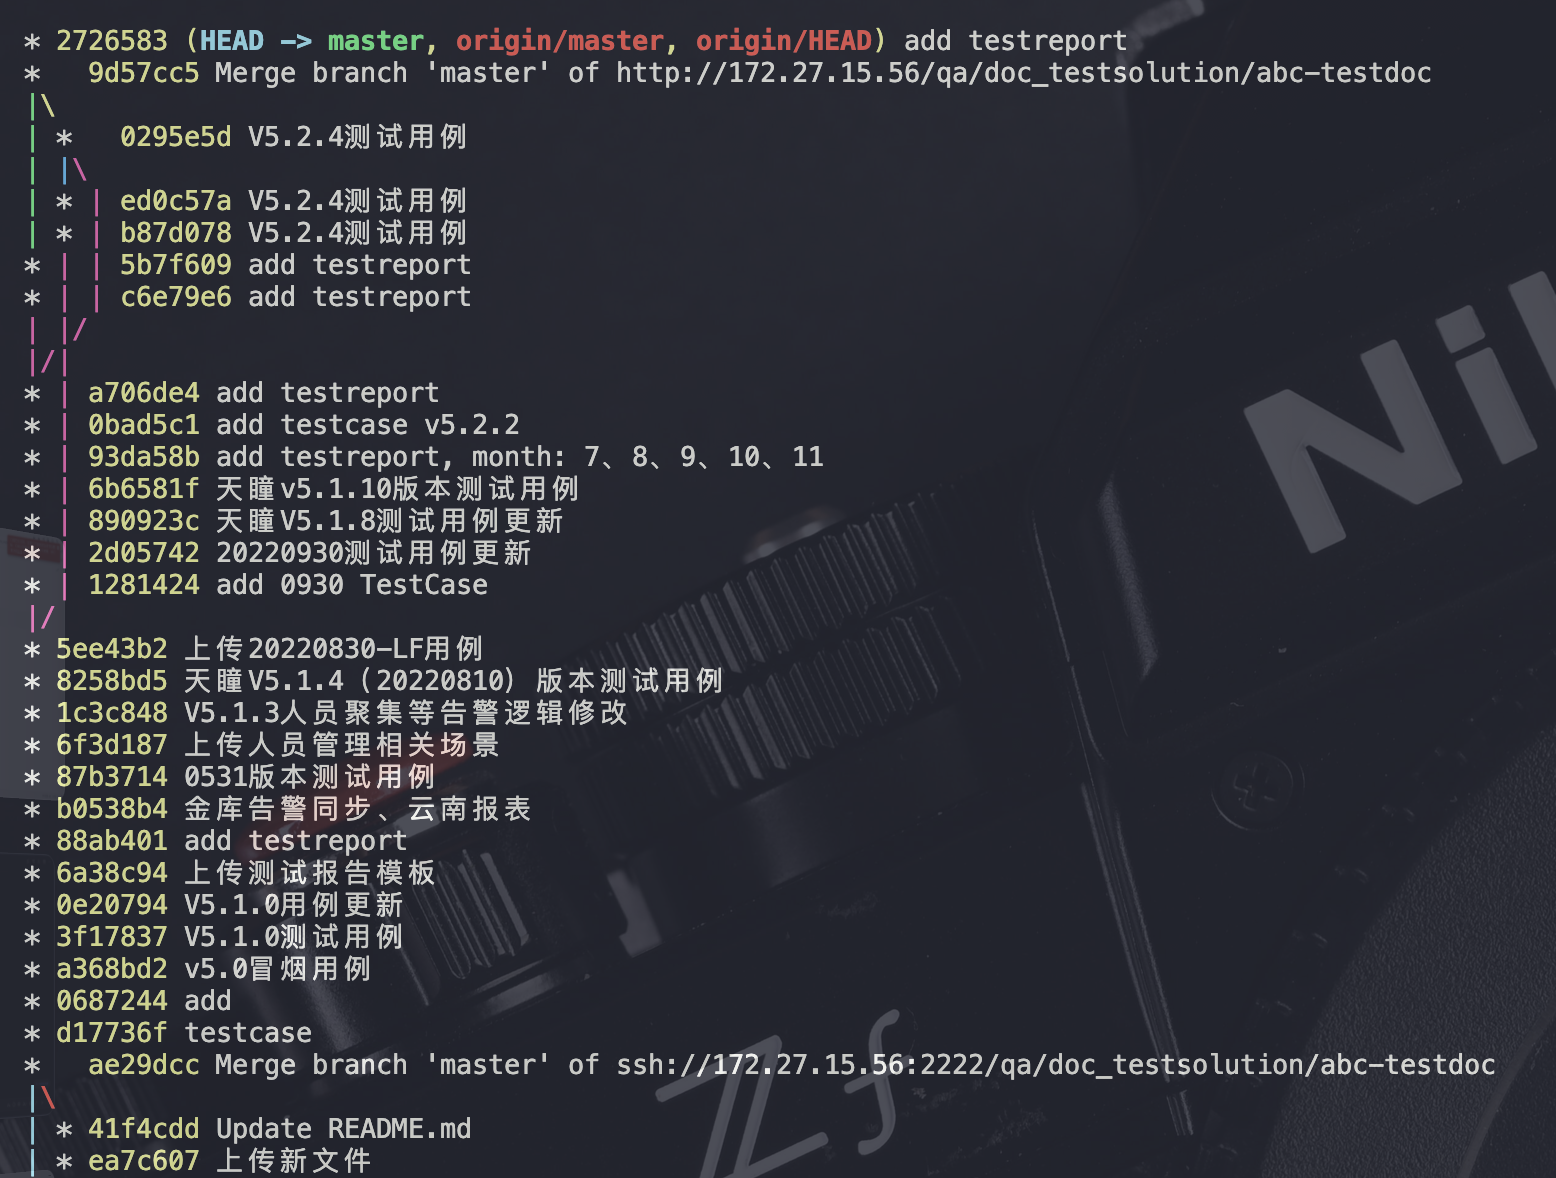 * 2726583 (HEAD -> master, origin/master, origin/HEAD) add testreport
*   9d57cc5 Merge branch 'master' of http://172.27.15.56/qa/doc_testsolution/abc-testdoc
|\
| *   0295e5d V5.2.4测试用例
| |\
| * | ed0c57a V5.2.4测试用例
| * | b87d078 V5.2.4测试用例
* | | 5b7f609 add testreport
* | | c6e79e6 add testreport
| |/
|/|
* | a706de4 add testreport
* | 0bad5c1 add testcase v5.2.2
* | 93da58b add testreport, month: 7、8、9、10、11
* | 6b6581f 天瞳v5.1.10版本测试用例
* | 890923c 天瞳V5.1.8测试用例更新
* | 2d05742 20220930测试用例更新
* | 1281424 add 0930 TestCase
|/
* 5ee43b2 上传20220830-LF用例
* 8258bd5 天瞳V5.1.4（20220810）版本测试用例
* 1c3c848 V5.1.3人员聚集等告警逻辑修改
* 6f3d187 上传人员管理相关场景
* 87b3714 0531版本测试用例
* b0538b4 金库告警同步、云南报表
* 88ab401 add testreport
* 6a38c94 上传测试报告模板
* 0e20794 V5.1.0用例更新
* 3f17837 V5.1.0测试用例
* a368bd2 v5.0冒烟用例
* 0687244 add
* d17736f testcase
*   ae29dcc Merge branch 'master' of ssh://172.27.15.56:2222/qa/doc_testsolution/abc-testdoc
|\
| * 41f4cdd Update README.md
| * ea7c607 上传新文件
Ni
Z f